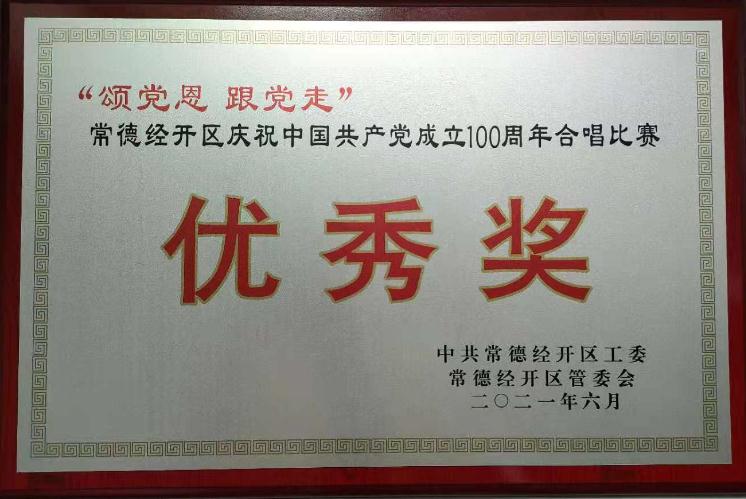 “颂党恩 跟党走”
常德经开区庆祝中国共产党成立100周年合唱比赛
优秀奖
中共常德经开区工委
常德经开区管委会
二〇二一年六月